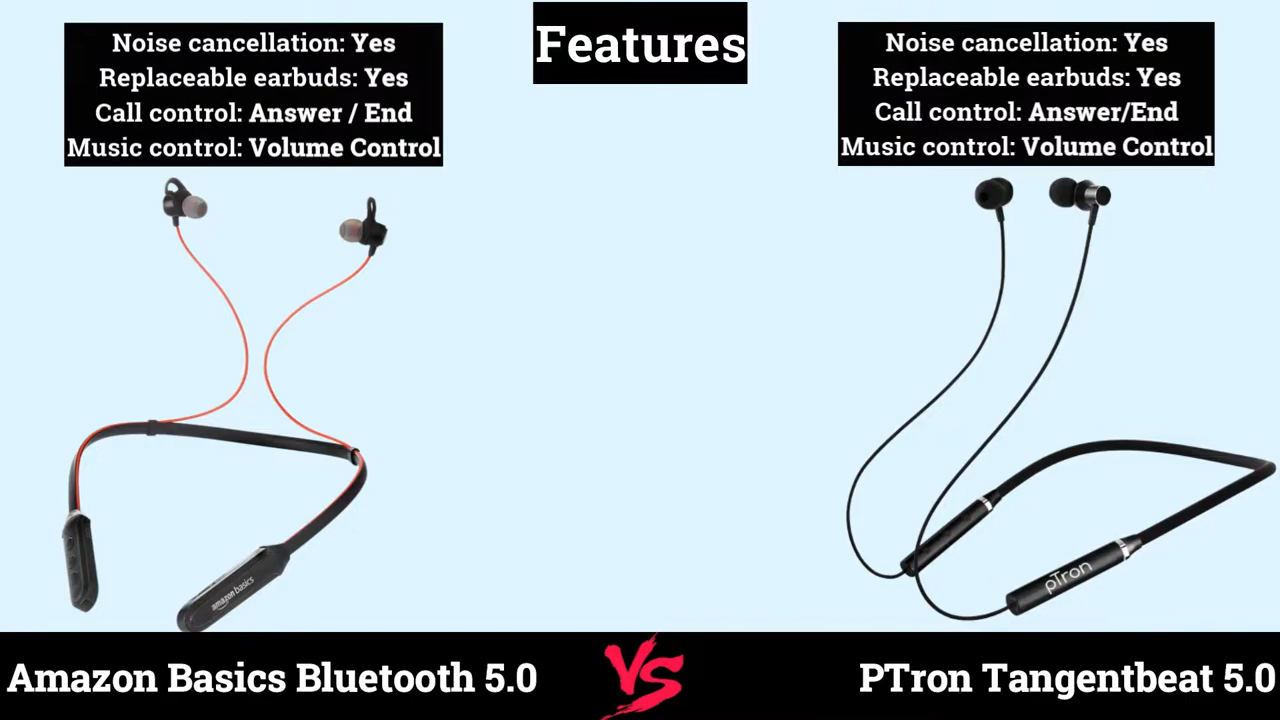 Features
Noise cancellation: Yes
Replaceable earbuds: Yes
Call control: Answer / End
Music control: Volume Control
Noise cancellation: Yes
Replaceable earbuds: Yes
Call control: Answer/End
Music control: Volume Control
amazon basics
pTron
Amazon Basics Bluetooth 5.0
VS
PTron Tangentbeat 5.0